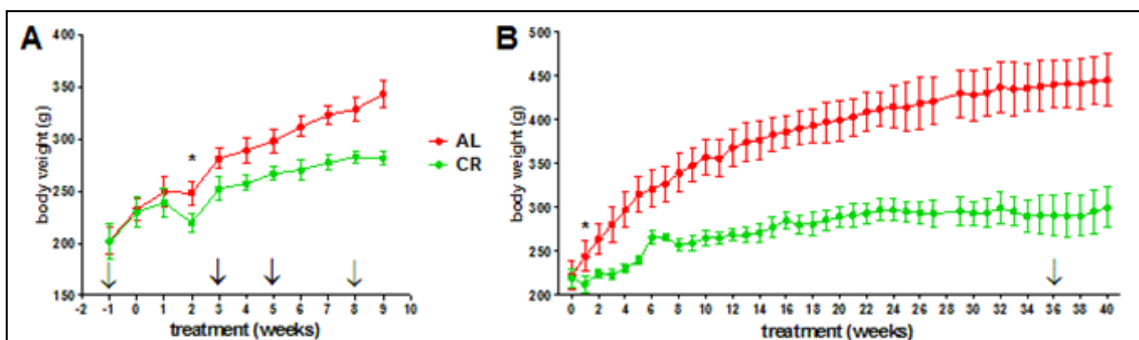 A
B
400
350
300
250
200
150
body weight (g)
*
AL
CR
-2 -1 0 1 2 3 4 5 6 7 8 9 10
treatment (weeks)
500
450
400
350
300
250
200
body weight (g)
*
0 2 4 6 8 10 12 14 16 18 20 22 24 26 28 30 32 34 36 38 40
treatment (weeks)